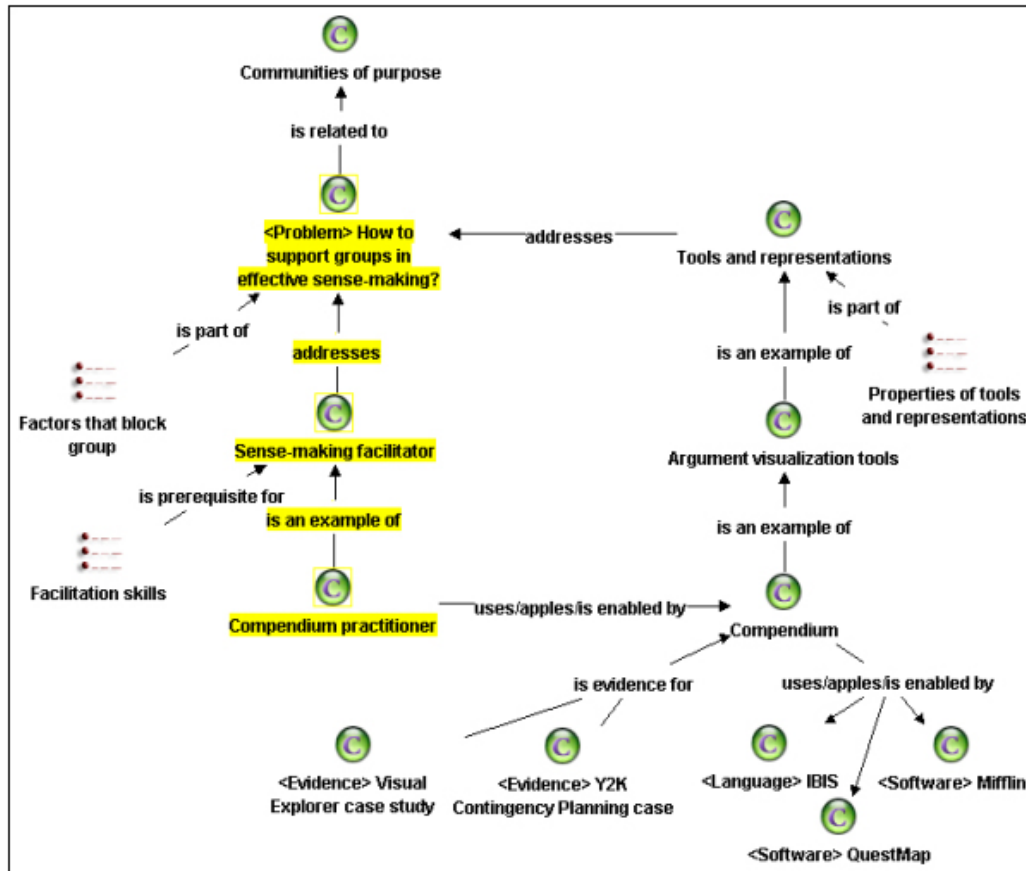 C
Communities of purpose
is related to
C
<Problem> How to
support groups in
effective sense-making?
addresses
C
Tools and representations
is part of
is part of
addresses
is an example of
Factors that block
group
C
Sense-making facilitator
Properties of tools
and representations
C
Argument visualization tools
is prerequisite for
is an example of
is an example of
Facilitation skills
C
Compendium practitioner
uses/apples/is enabled by
C
Compendium
is evidence for
uses/apples/is enabled by
C
<Evidence> Visual
Explorer case study
C
<Evidence> Y2K
Contingency Planning case
C
<Language> IBIS
C
<Software> Mifflin
C
<Software> QuestMap